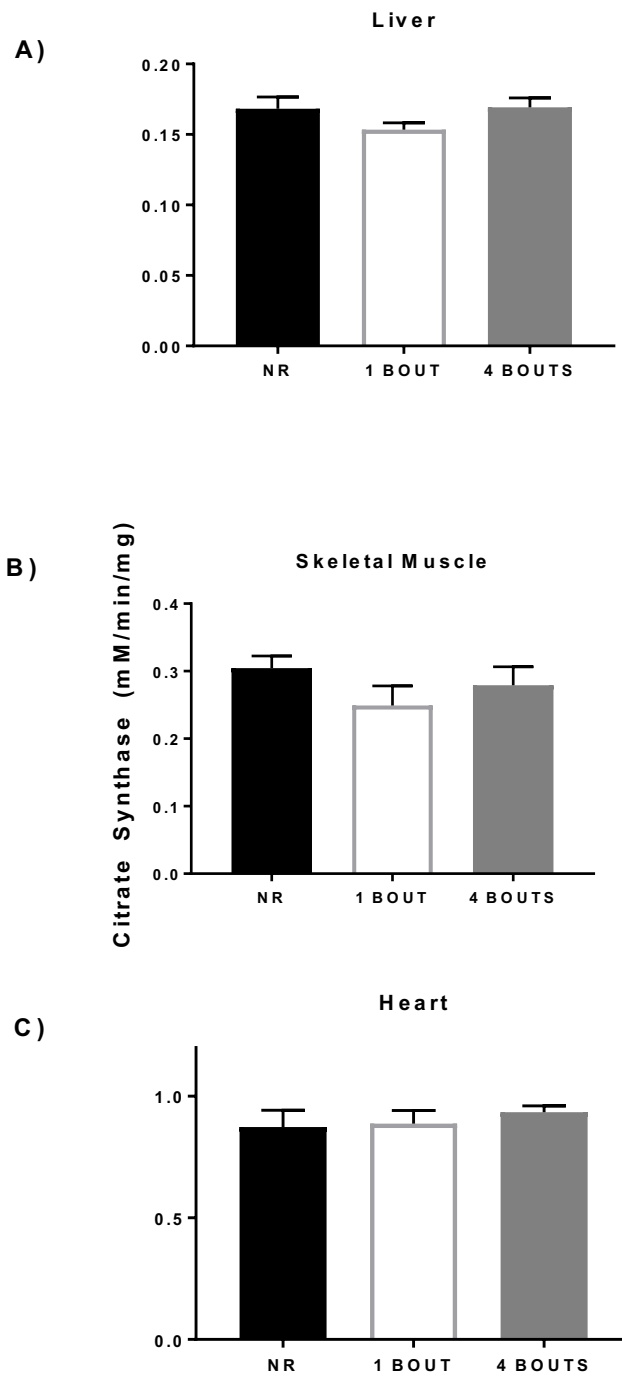 Liver
A)
0.20
0.15
0.10
0.05
0.00
NR 1 BOUT 4 BOUTS
Citrate Synthase (mM/min/mg)
Skeletal Muscle
B)
0.4
0.3
0.2
0.1
0.0
NR 1 BOUT 4 BOUTS
Heart
C)
1.0
0.5
0.0
NR 1 BOUT 4 BOUTS